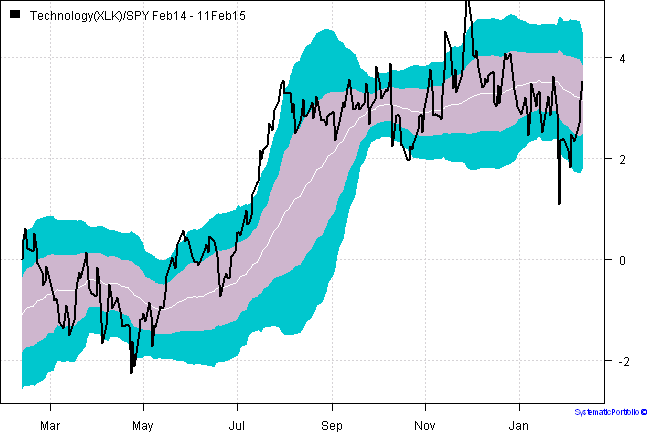 Technology(XLK)/SPY Feb14 - 11Feb15
4
2
0
-2
Mar May Jul Sep Nov Jan
SystematicPortfolio ©